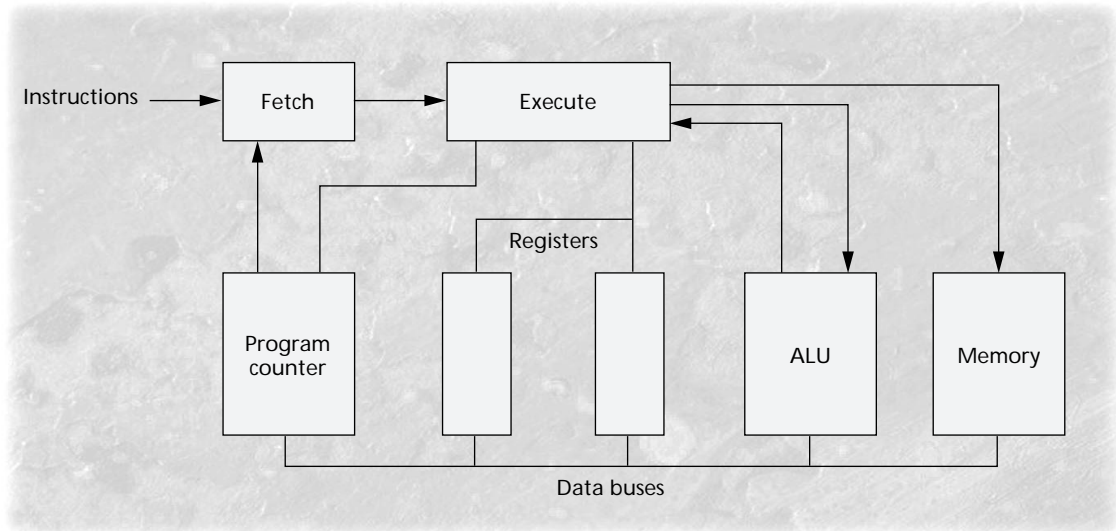 Instructions
Fetch
Execute
Registers
Program
counter
ALU
Memory
Data buses